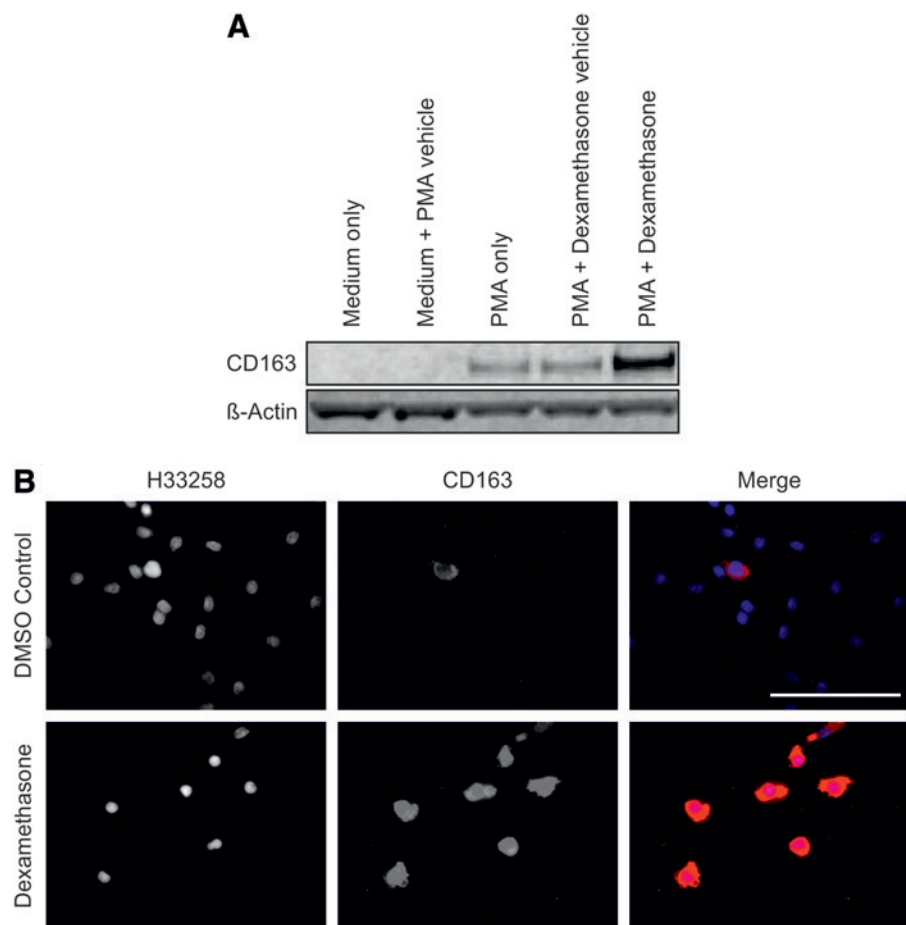 A
Medium only
Medium + PMA vehicle
PMA only
PMA + Dexamethasone vehicle
PMA + Dexamethasone
CD163
ß-Actin
B
H33258
CD163
Merge
DMSO Control
Dexamethasone